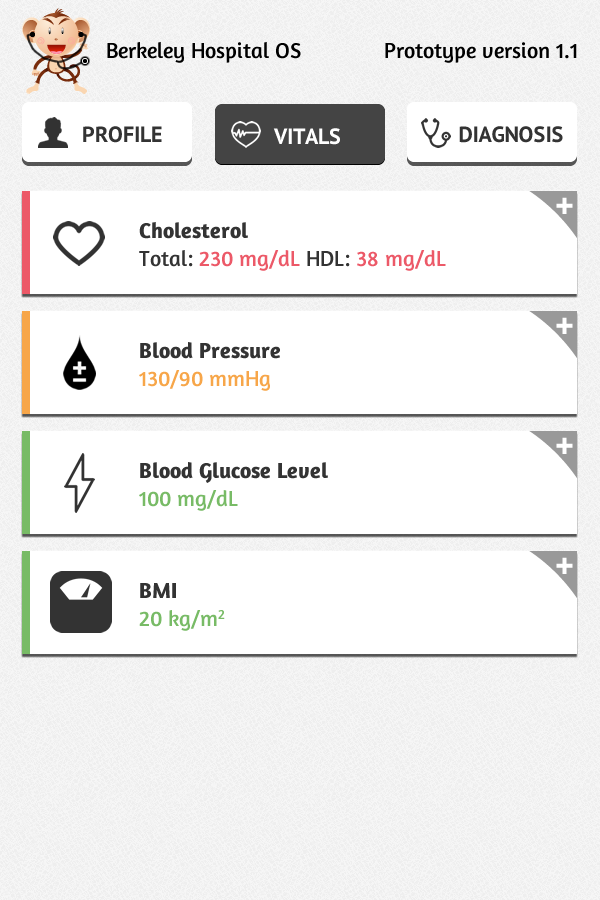 Berkeley Hospital OS
Prototype version 1.1
PROFILE
VITALS
DIAGNOSIS
Cholesterol
Total: 230 mg/dL HDL: 38 mg/dL
Blood Pressure
130/90 mmHg
Blood Glucose Level
100 mg/dL
BMI
20 kg/m²